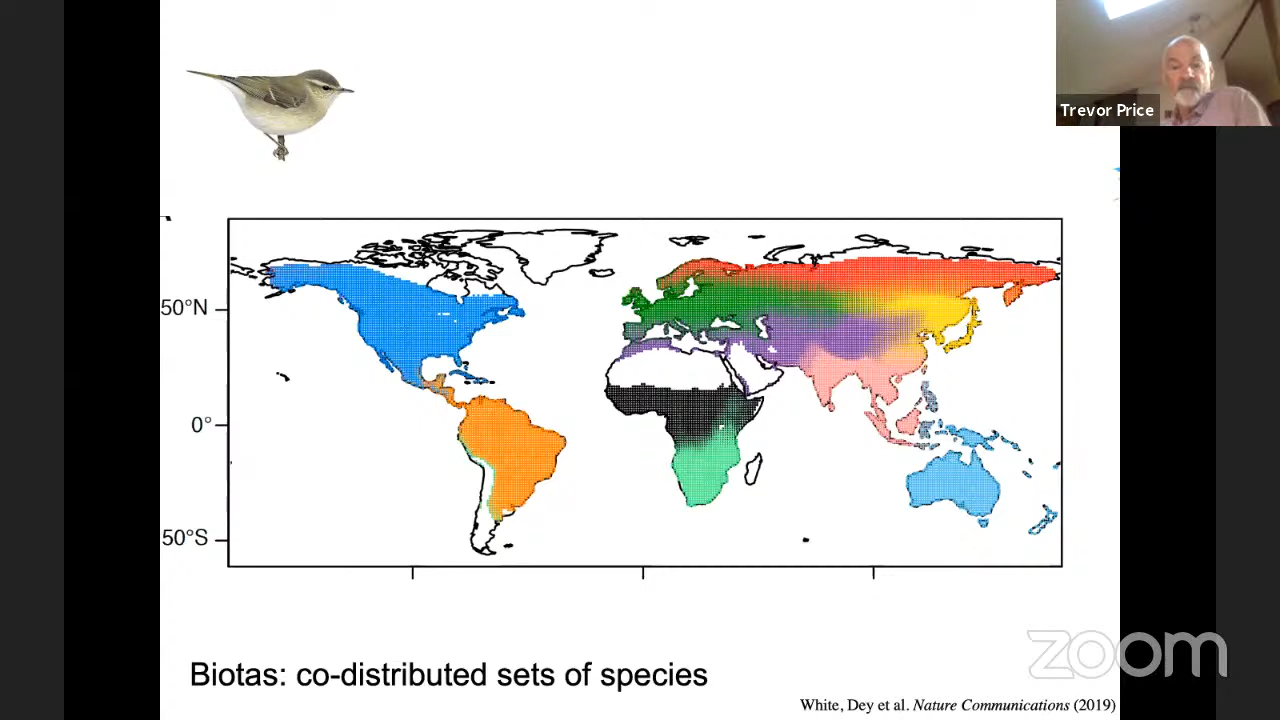 Trevor Price
50°N
0°
50°S
zoom
Biotas: co-distributed sets of species
White, Dey et al. Nature Communications (2019)